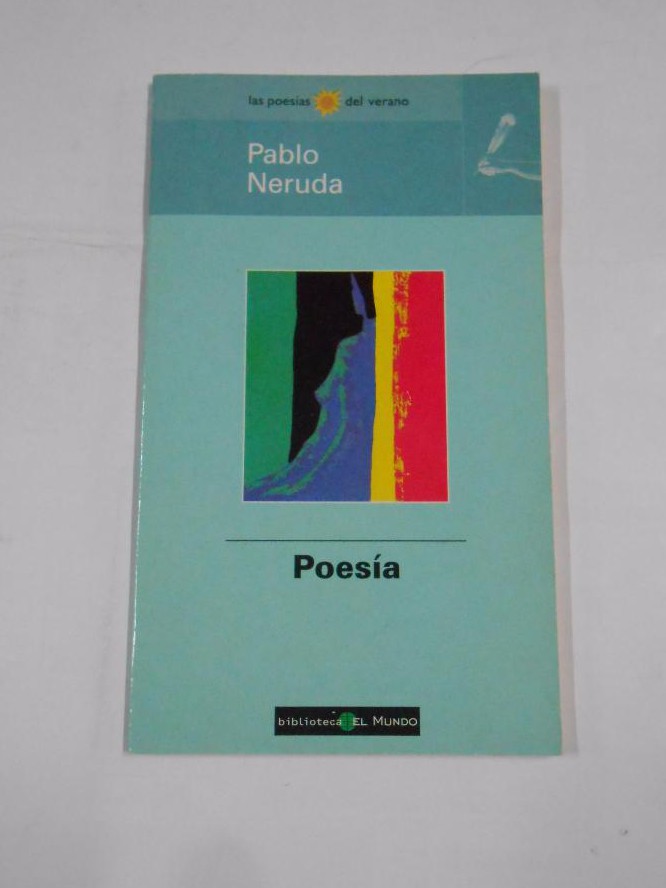 las poesías del verano
Pablo
Neruda
Poesía
biblioteca EL MUNDO